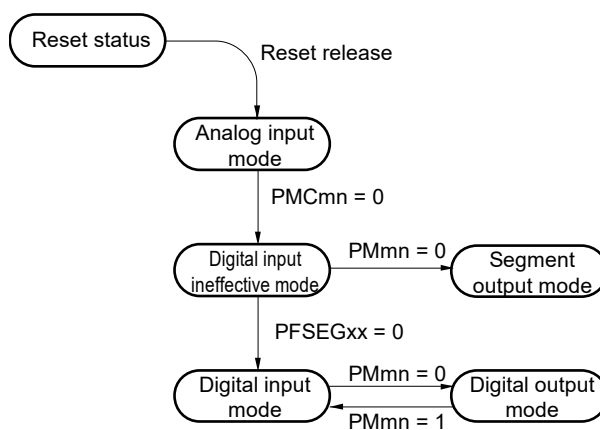 Reset status
Reset release
Analog input
mode
PMCmn = 0
Digital input
ineffective mode
PMmn = 0
Segment
output mode
PFSEGxx = 0
Digital input
mode
PMmn = 0
PMmn = 1
Digital output
mode